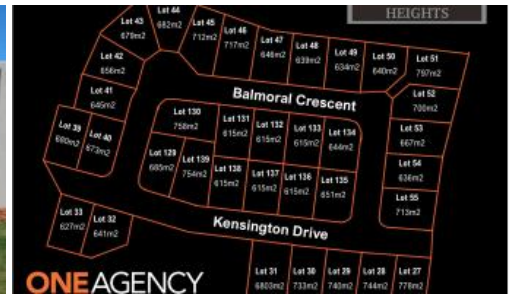 HEIGHTS
Lot 43
679m2
Lot 44
682m2
Lot 45
712m2
Lot 46
717m2
Lot 47
646m2
Lot 48
639m2
Lot 49
634m2
Lot 50
640m2
Lot 51
797m2
Lot 42
656m2
Lot 41
646m2
Lot 52
700m2
Balmoral Crescent
Lot 39
680m2
Lot 40
673m2
Lot 130
758m2
Lot 131
615m2
Lot 132
615m2
Lot 133
615m2
Lot 134
644m2
Lot 53
667m2
Lot 129
685m2
Lot 139
754m2
Lot 138
615m2
Lot 137
615m2
Lot 136
615m2
Lot 135
651m2
Lot 54
636m2
Lot 55
713m2
Lot 33
627m2
Lot 32
641m2
Kensington Drive
ONEAGENCY
Lot 31
6803m2
Lot 30
733m2
Lot 29
740m2
Lot 28
744m2
Lot 27
776m2